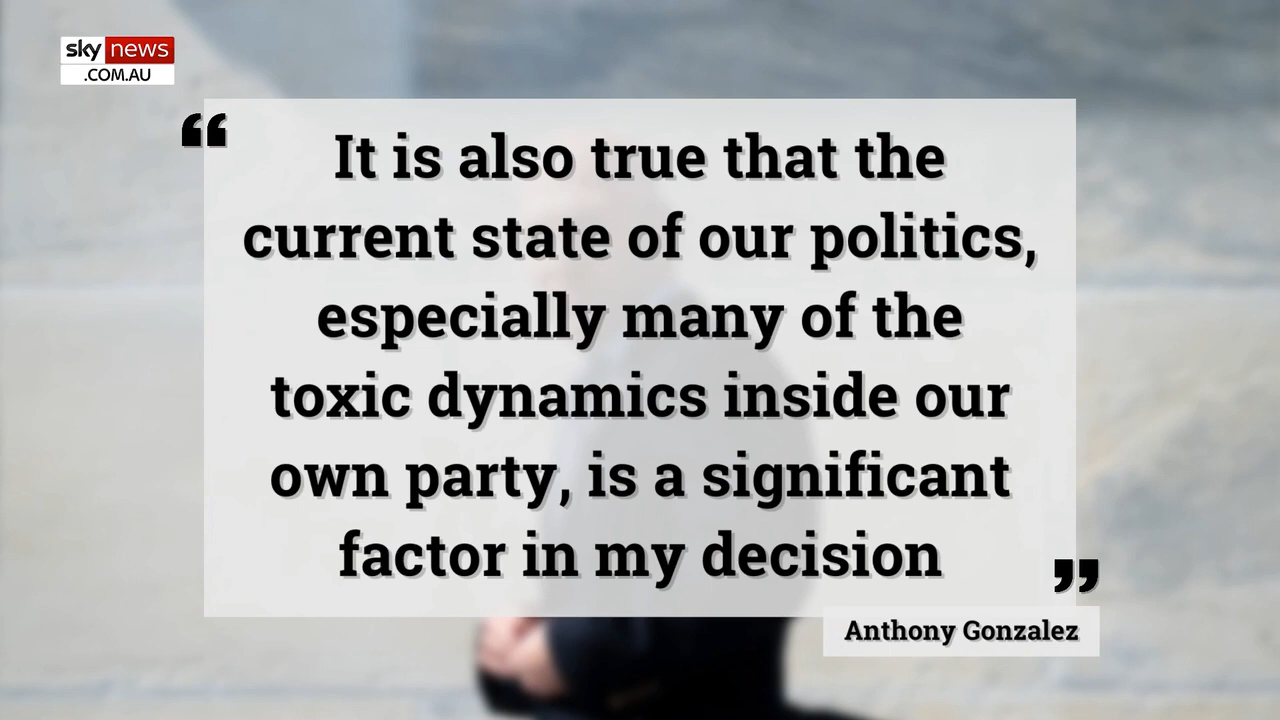 sky news
.COM.AU
“
It is also true that the
current state of our politics,
especially many of the
toxic dynamics inside our
own party, is a significant
factor in my decision
”
Anthony Gonzalez